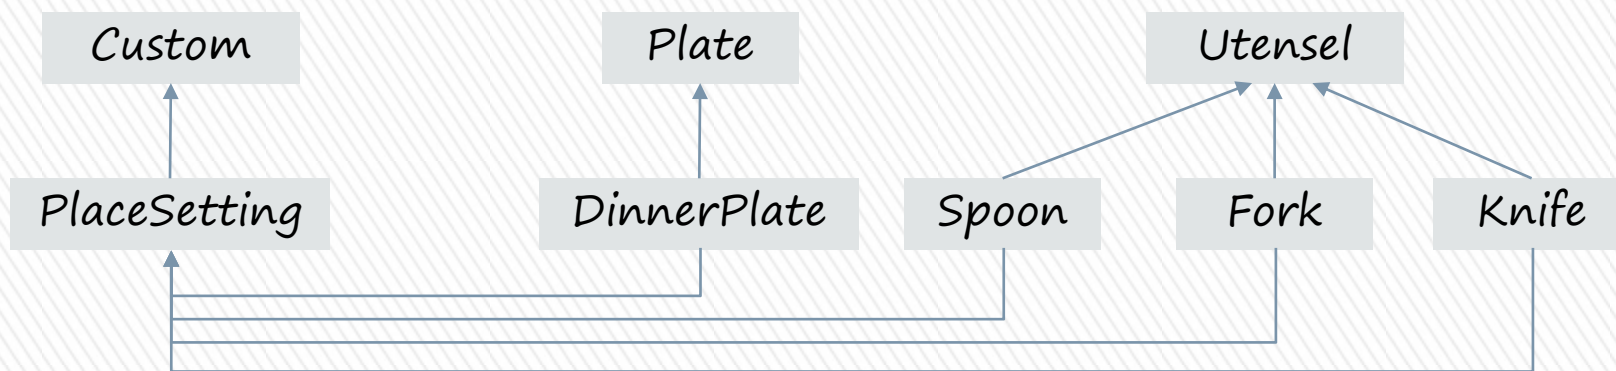 Custom
Plate
Utensel
PlaceSetting
DinnerPlate
Spoon
Fork
Knife